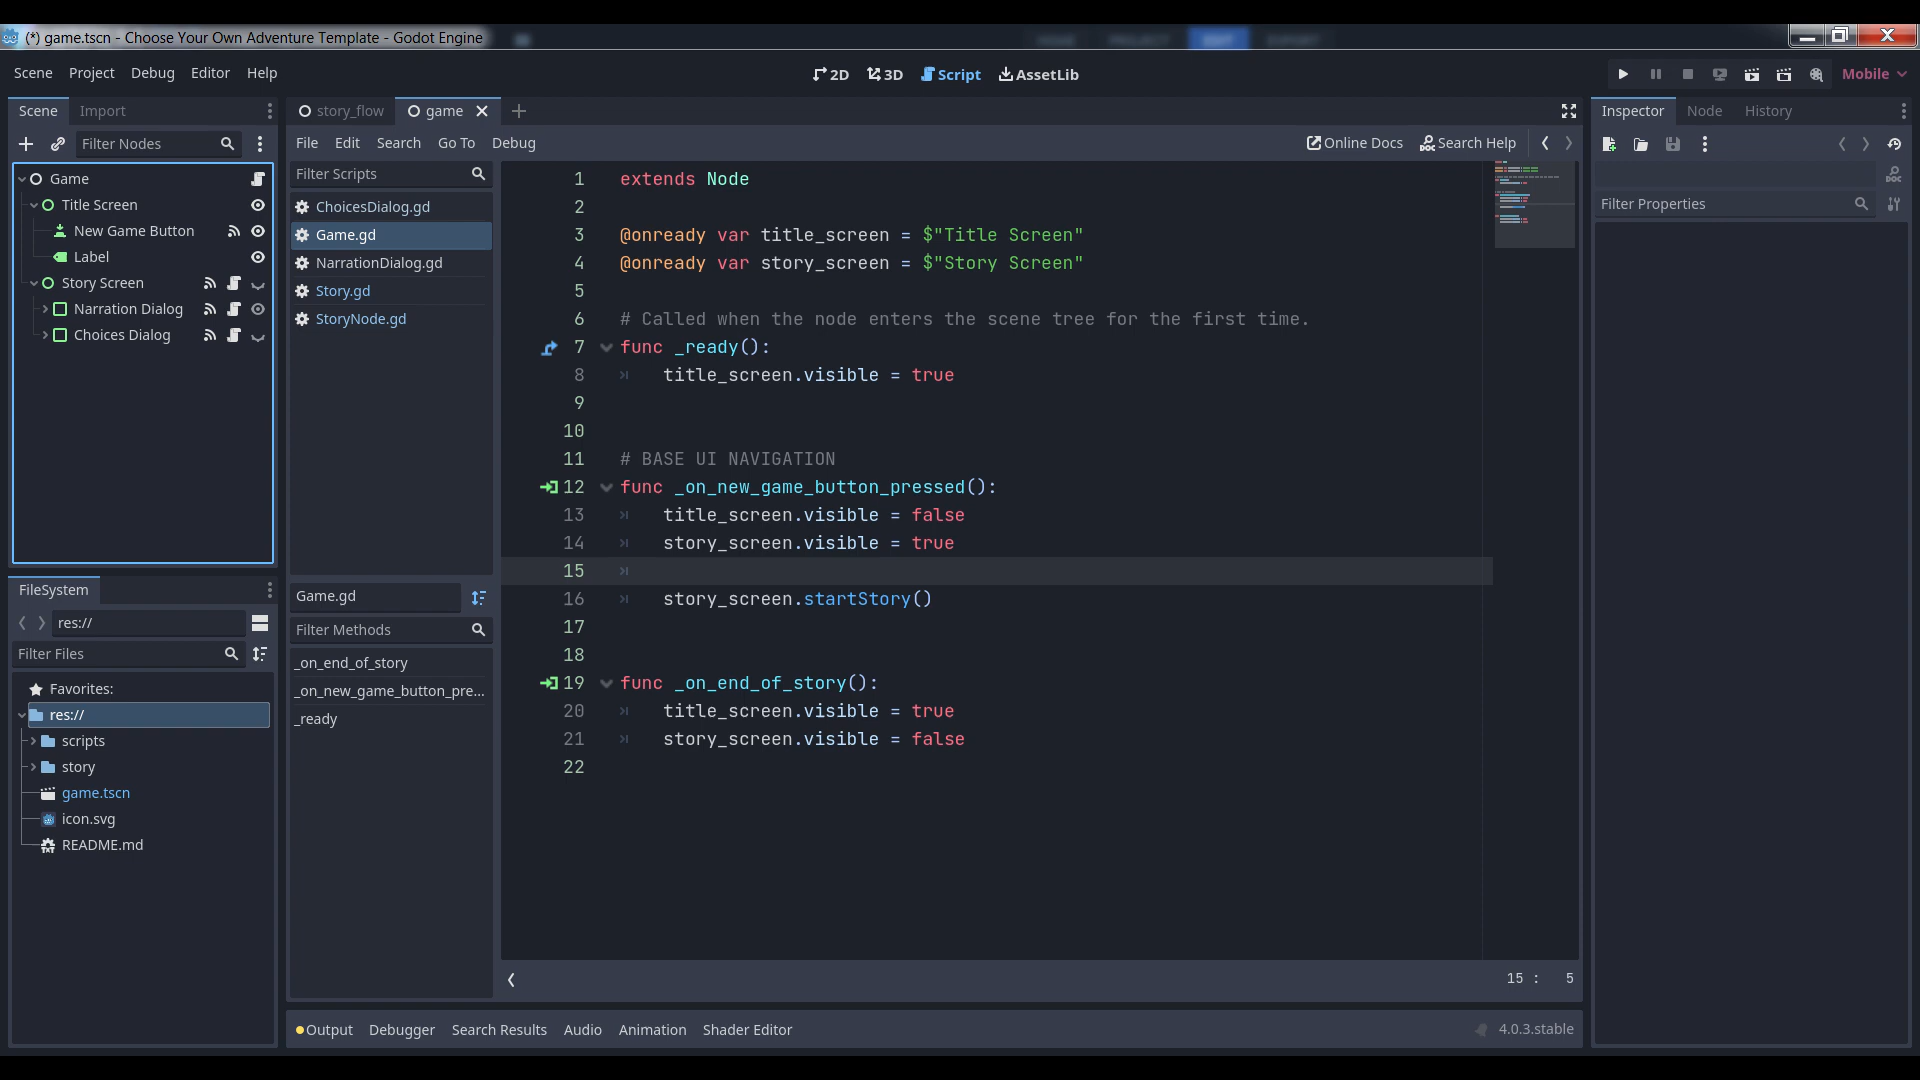 (*) game.tscn - Choose Your Own Adventure Template - Godot Engine
Scene Project Debug Editor Help
2D 3D Script AssetLib
Mobile
Scene Import
Filter Nodes
Game
Title Screen
New Game Button
Label
Story Screen
Narration Dialog
Choices Dialog
FileSystem
res://
Filter Files
Favorites:
res://
scripts
story
game.tscn
icon.svg
README.md
story_flow game
File Edit Search Go To Debug
Online Docs Search Help
Filter Scripts
ChoicesDialog.gd
Game.gd
NarrationDialog.gd
Story.gd
StoryNode.gd
Game.gd
Filter Methods
_on_end_of_story
_on_new_game_button_pre...
_ready
1 extends Node
2
3 @onready var title_screen = $"Title Screen"
4 @onready var story_screen = $"Story Screen"
5
6 # Called when the node enters the scene tree for the first time.
7 func _ready():
8 title_screen.visible = true
9
10
11 # BASE UI NAVIGATION
12 func _on_new_game_button_pressed():
13 title_screen.visible = false
14 story_screen.visible = true
15
16 story_screen.startStory()
17
18
19 func _on_end_of_story():
20 title_screen.visible = true
21 story_screen.visible = false
22
15 : 5
Output Debugger Search Results Audio Animation Shader Editor
4.0.3.stable
Inspector Node History
Filter Properties